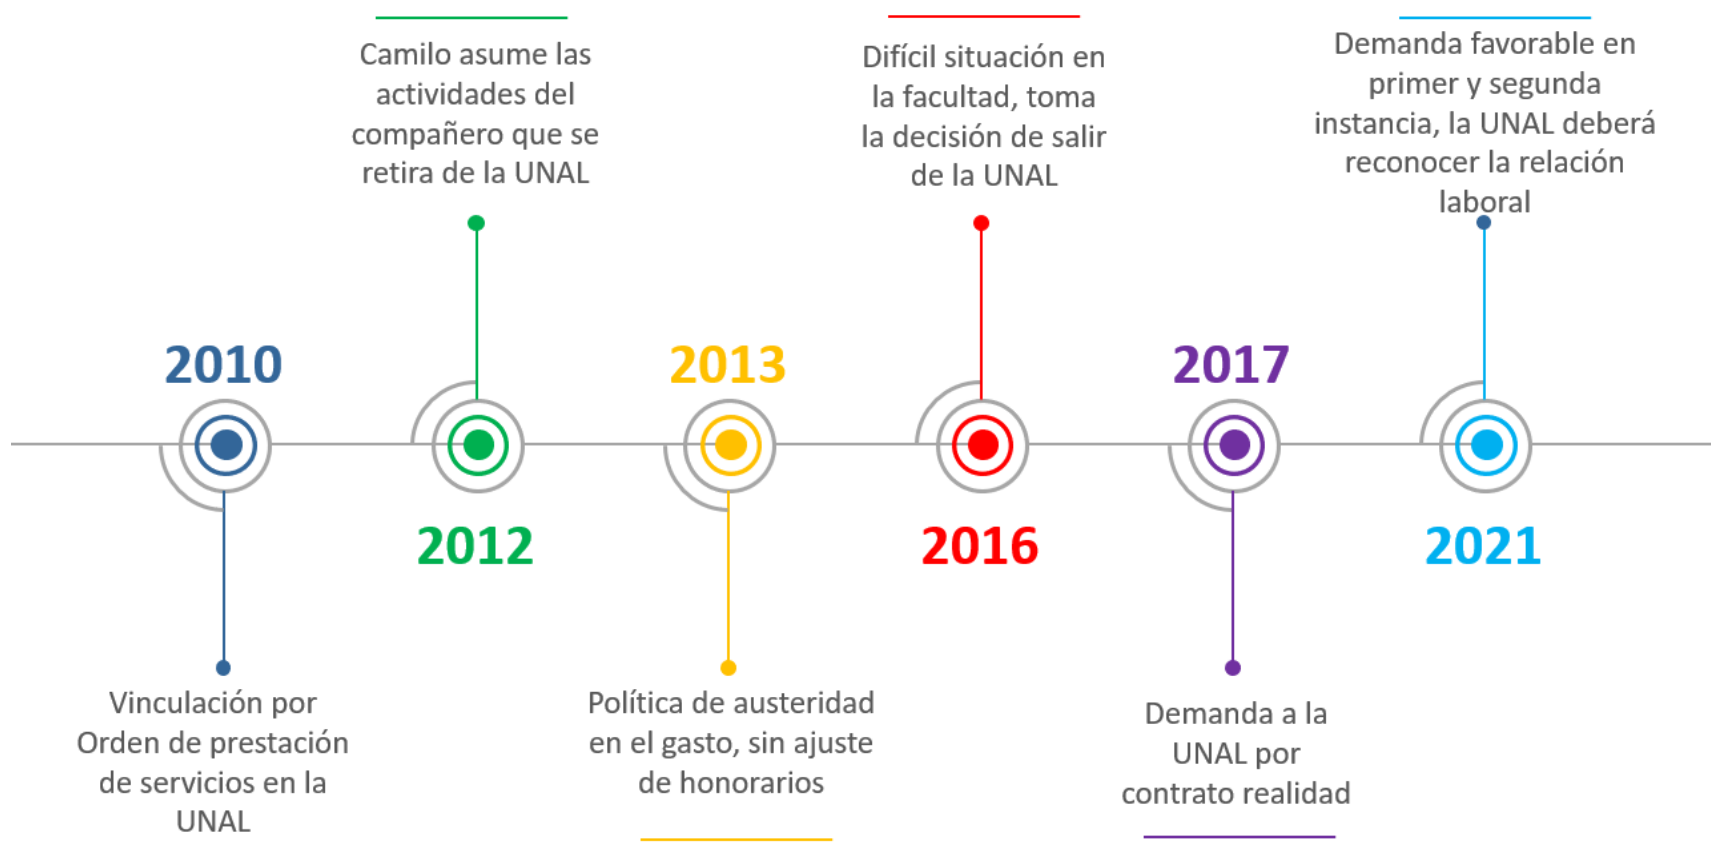 Camilo asume las
actividades del
compañero que se
retira de la UNAL
Difícil situación en
la facultad, toma
la decisión de salir
de la UNAL
Demanda favorable en
primer y segunda
instancia, la UNAL deberá
reconocer la relación
laboral
2010
2013
2017
2012
2016
2021
Vinculación por
Orden de prestación
de servicios en la
UNAL
Política de austeridad
en el gasto, sin ajuste
de honorarios
Demanda a la
UNAL por
contrato realidad